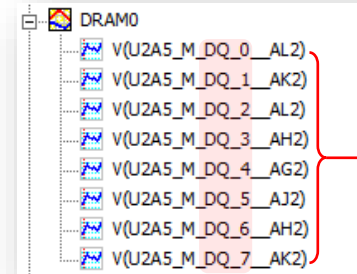 DRAM0
V(U2A5_M_DQ_0__AL2)
V(U2A5_M_DQ_1__AK2)
V(U2A5_M_DQ_2__AL2)
V(U2A5_M_DQ_3__AH2)
V(U2A5_M_DQ_4__AG2)
V(U2A5_M_DQ_5__AJ2)
V(U2A5_M_DQ_6__AH2)
V(U2A5_M_DQ_7__AK2)